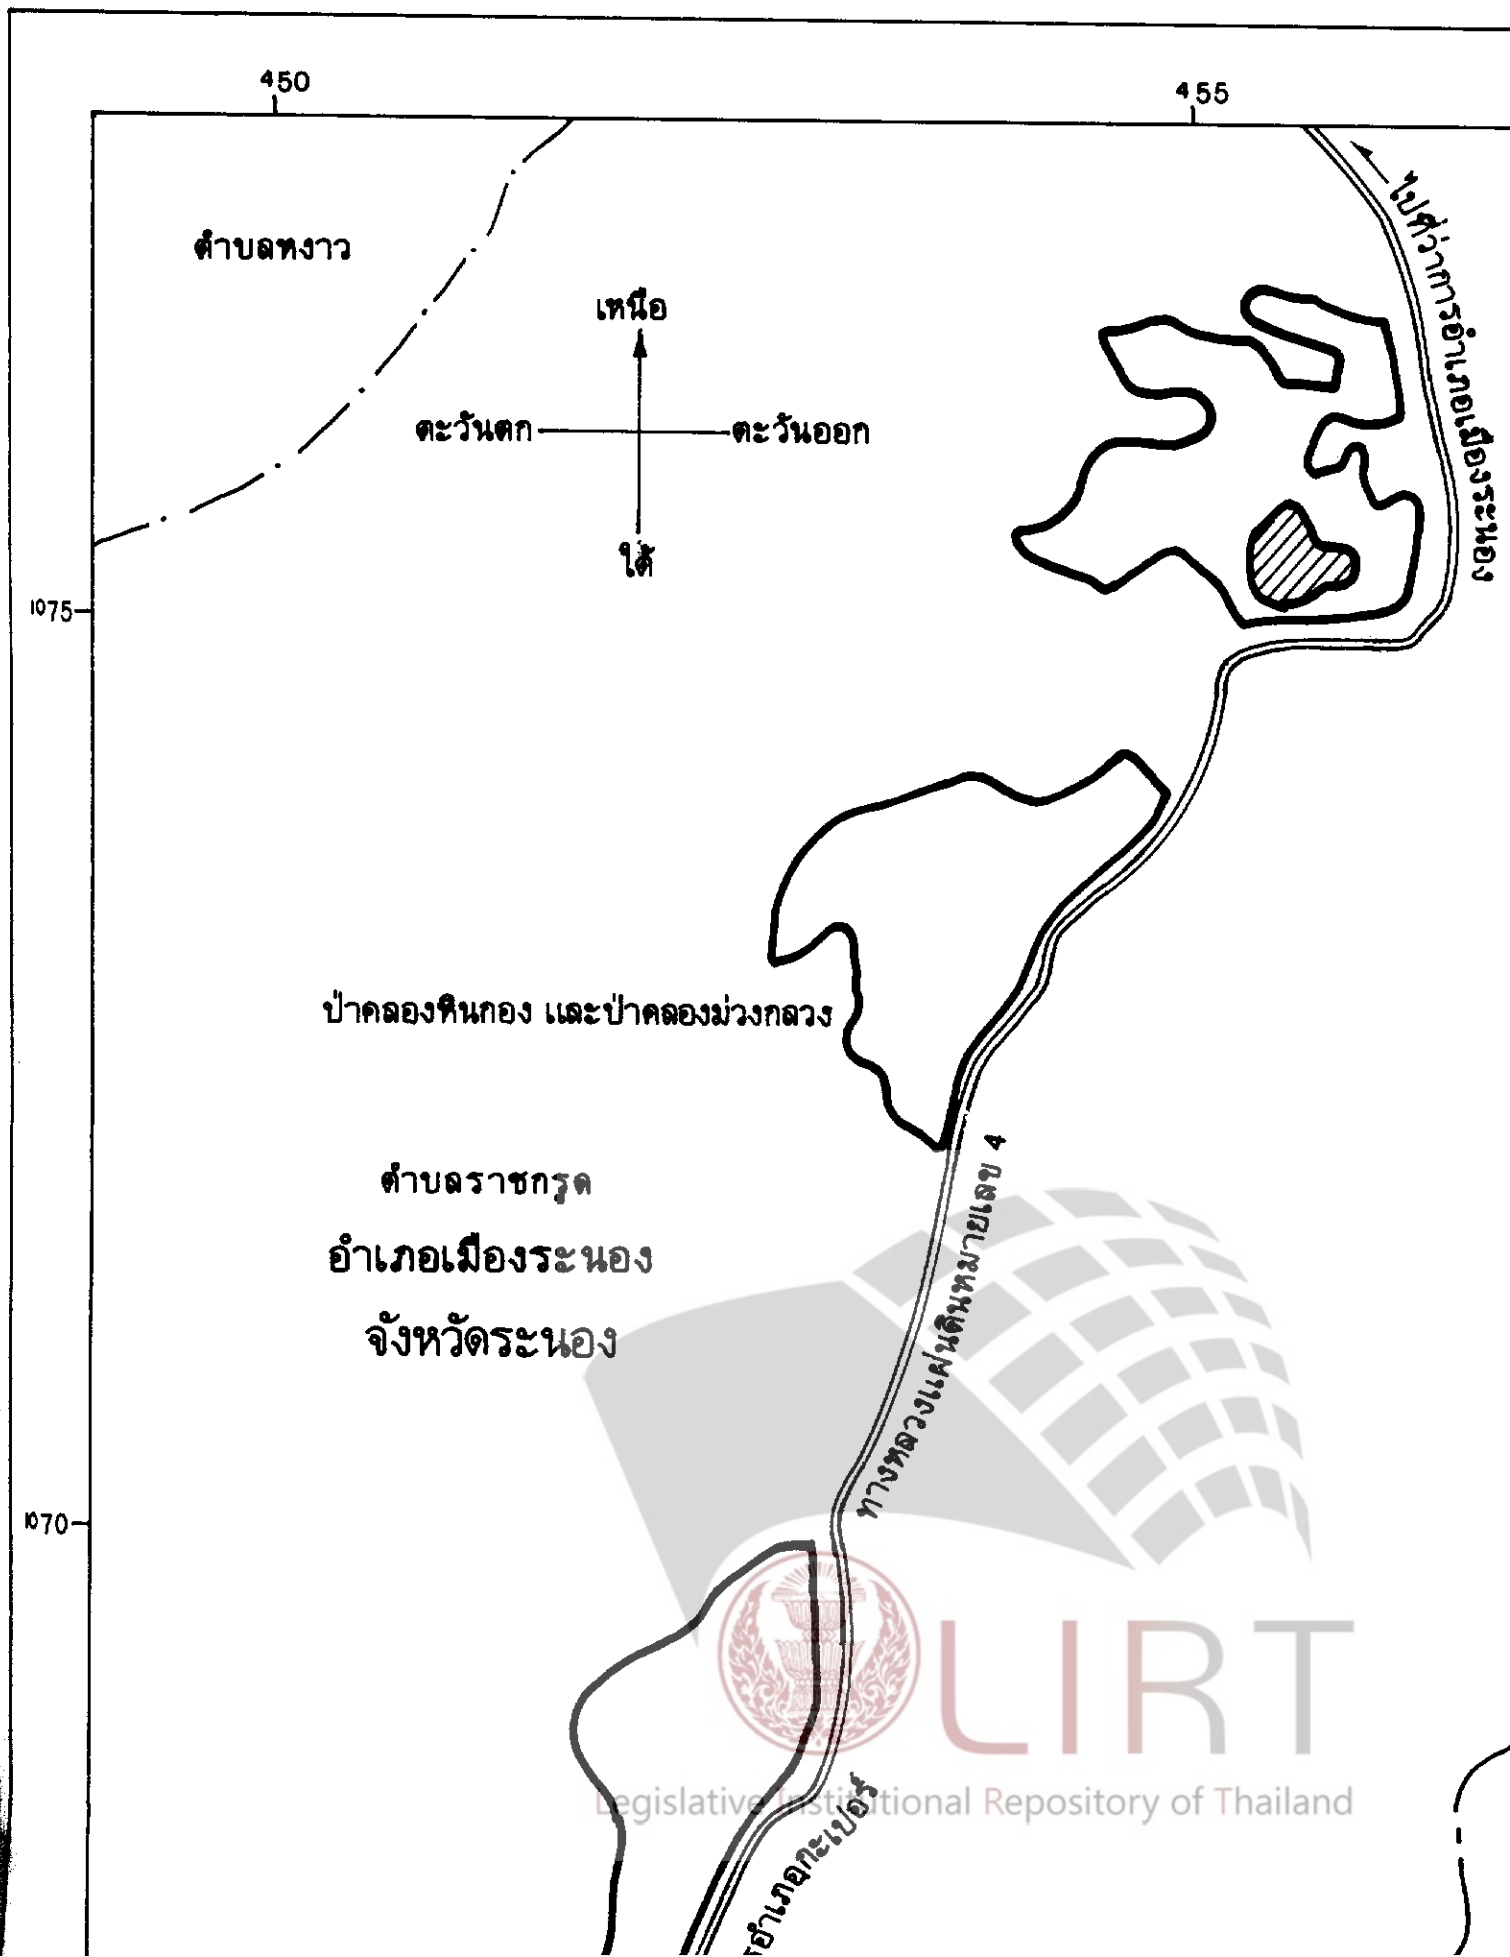 450
455
ไปที่ว่าการอำเภอเมืองระนอง
ตำบลหงาว
เหนือ
ตะวันตก
ตะวันออก
ใต้
1075
ป่าคลองหินกอง และป่าคลองม่วงกลวง
ตำบลราชกรูด
อำเภอเมืองระนอง
จังหวัดระนอง
ทางหลวงแผ่นดินหมายเลข 4
1070
LIRT
Legislative Institutional Repository of Thailand
รอำเภอกะเปอร์